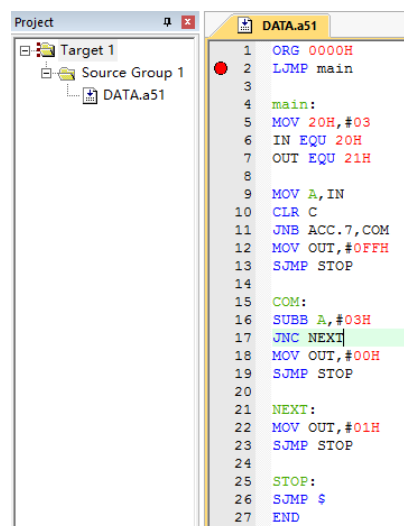 Project
Target 1
Source Group 1
DATA.a51
DATA.a51
1 ORG 0000H
2 LJMP main
3
4 main:
5 MOV 20H,#03
6 IN EQU 20H
7 OUT EQU 21H
8
9 MOV A,IN
10 CLR C
11 JNB ACC.7,COM
12 MOV OUT,#0FFH
13 SJMP STOP
14
15 COM:
16 SUBB A,#03H
17 JNC NEXT
18 MOV OUT,#00H
19 SJMP STOP
20
21 NEXT:
22 MOV OUT,#01H
23 SJMP STOP
24
25 STOP:
26 SJMP $
27 END